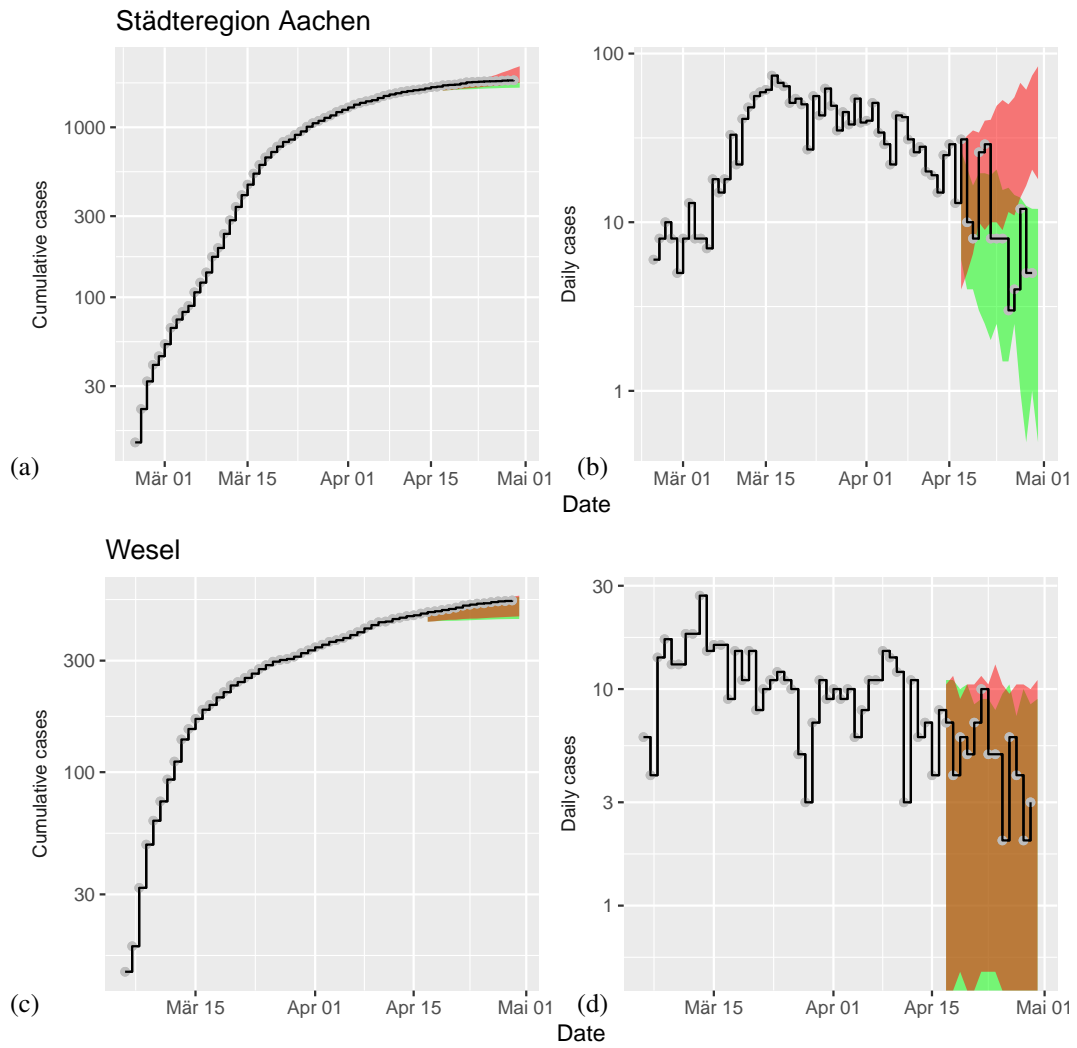 Städteregion Aachen
Cumulative cases
1000
300
100
30
(a)
Mär 01
Mär 15
Apr 01
Apr 15
Mai 01
Daily cases
100
10
1
(b)
Mär 01
Mär 15
Apr 01
Apr 15
Mai 01
Date
Wesel
Cumulative cases
300
100
30
(c)
Mär 15
Apr 01
Apr 15
Mai 01
Daily cases
30
10
3
1
(d)
Mär 15
Apr 01
Apr 15
Mai 01
Date